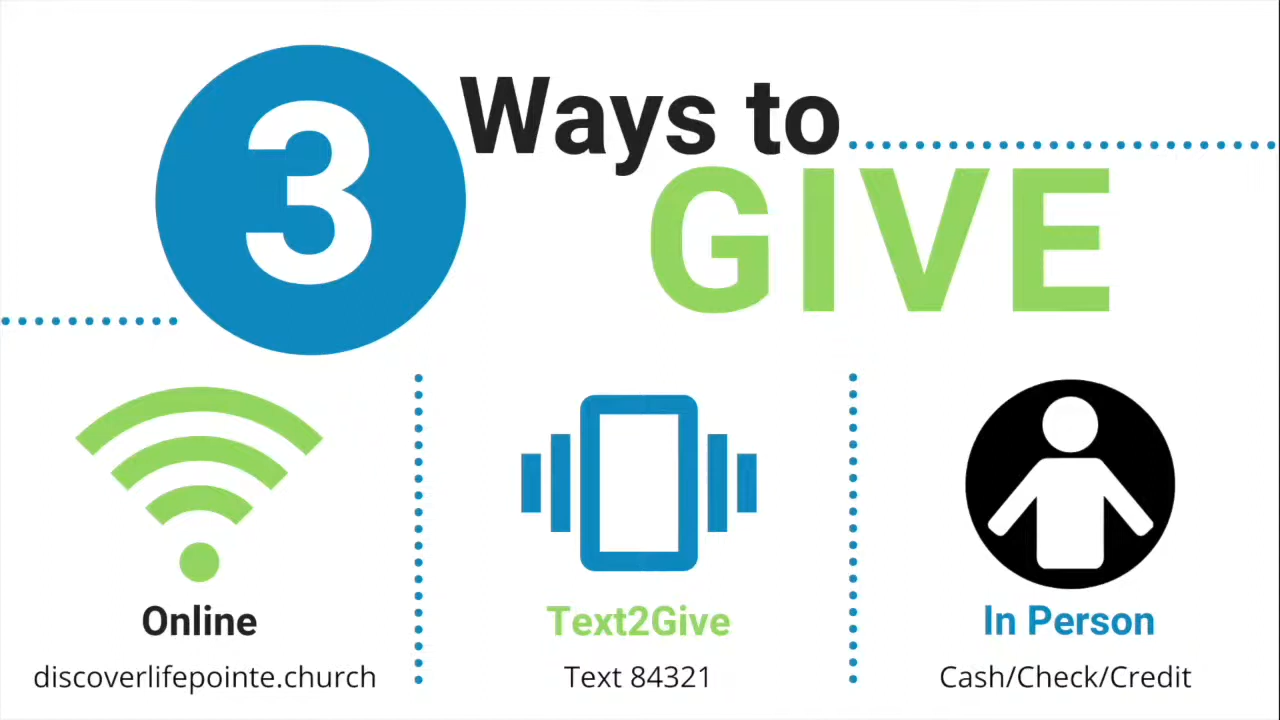 3
Ways to
GIVE
Online
discoverlifepointe.church
Text2Give
Text 84321
In Person
Cash/Check/Credit